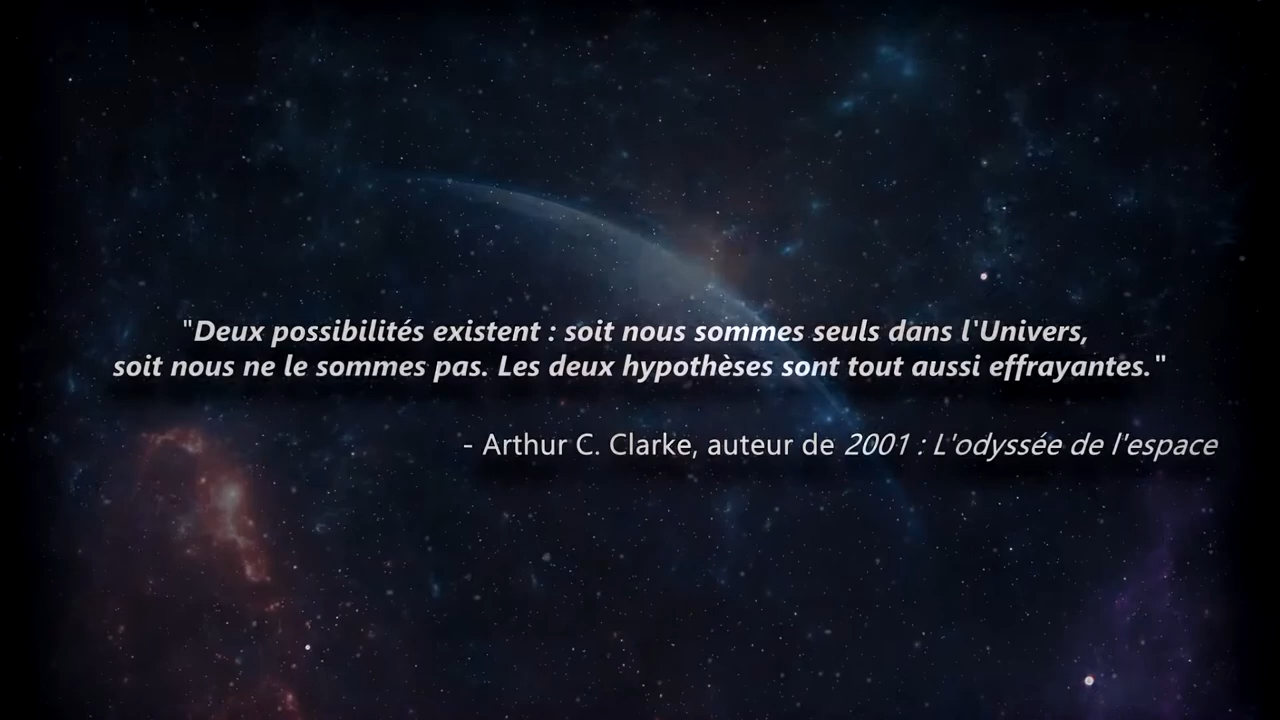 "Deux possibilités existent : soit nous sommes seuls dans l'Univers,
soit nous ne le sommes pas. Les deux hypothèses sont tout aussi effrayantes."
- Arthur C. Clarke, auteur de 2001 : L'odyssée de l'espace